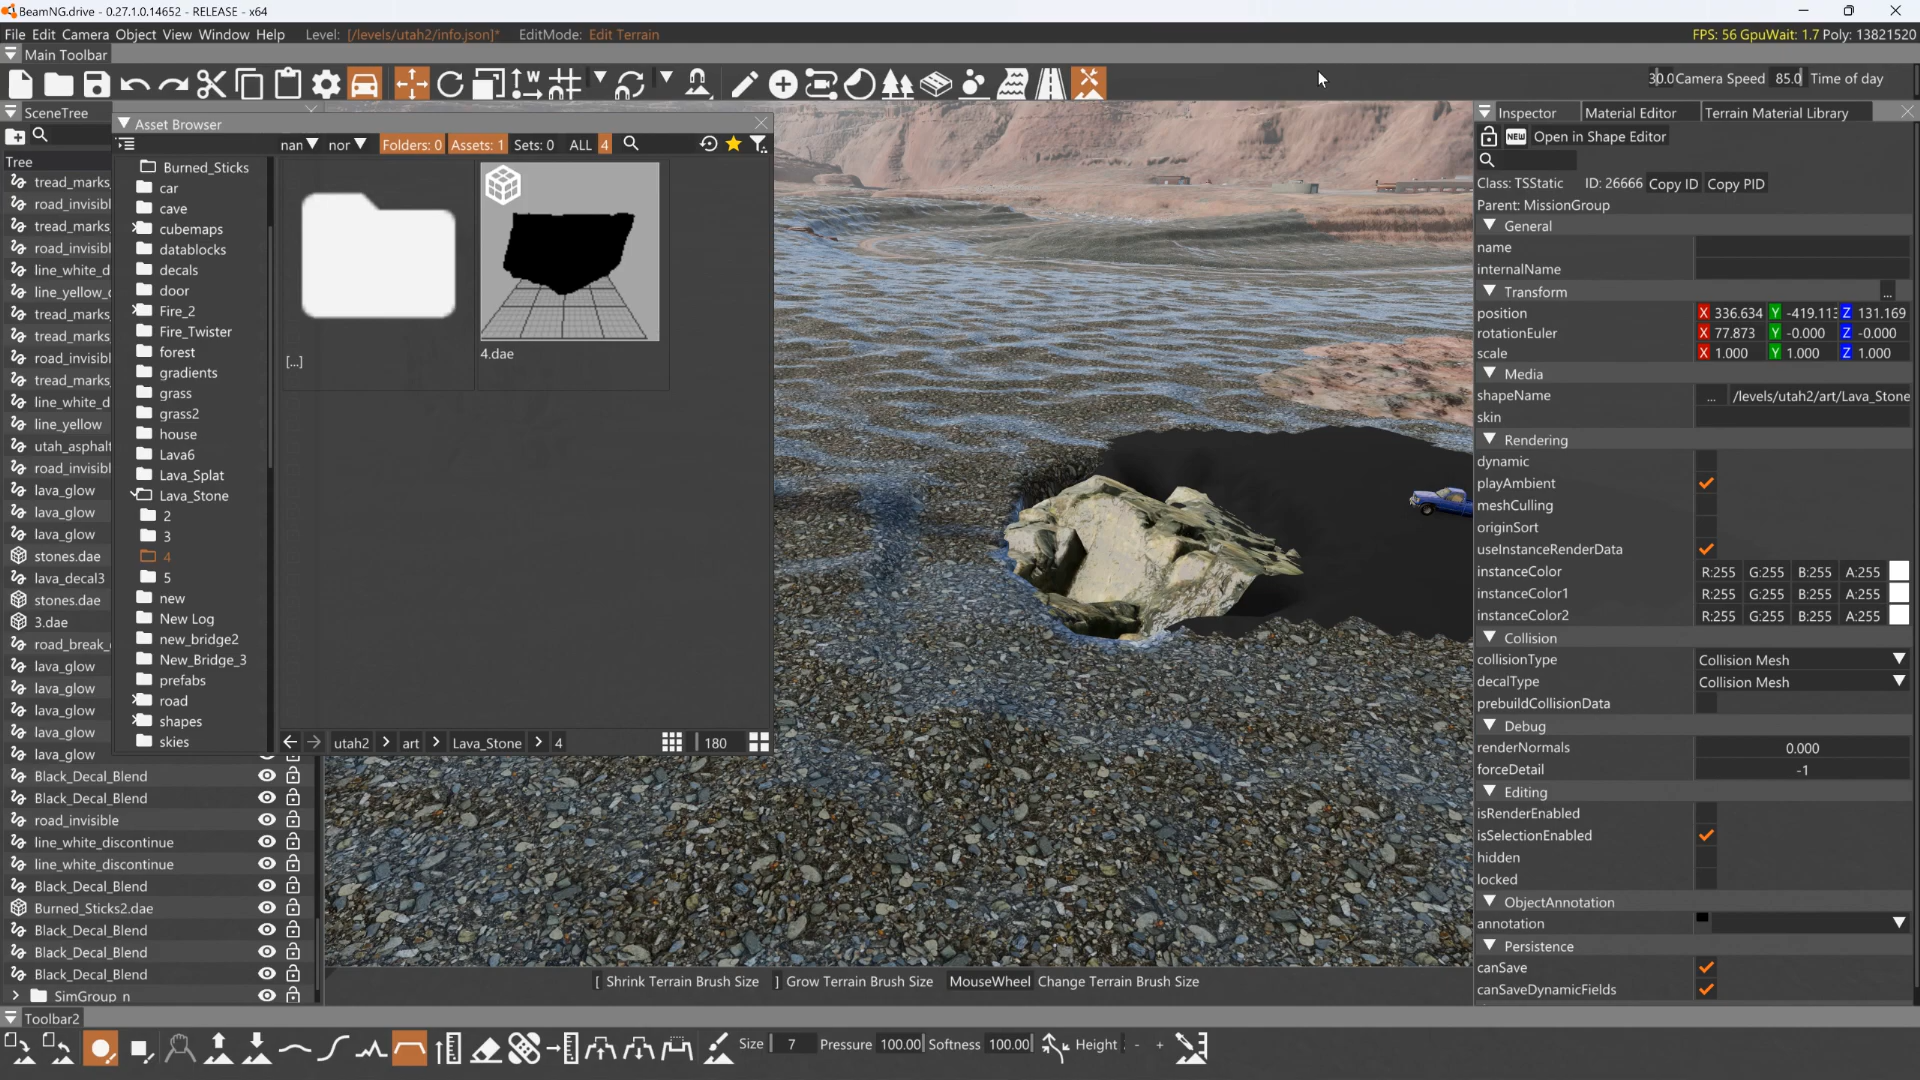 BeamNG.drive - 0.27.1.0.14652 - RELEASE - x64
File Edit Camera Object View Window Help Level: [/levels/utah2/info.json]* EditMode: Edit Terrain FPS: 56 GpuWait: 1.7 Poly: 13821520
Main Toolbar
30.0 Camera Speed 85.0 Time of day
SceneTree
Tree
tread_marks
road_invisibl
tread_marks
road_invisibl
line_white_d
line_yellow_
tread_marks
tread_marks
road_invisibl
tread_marks
line_white_d
line_yellow
utah_asphalt
road_invisibl
lava_glow
lava_glow
lava_glow
stones.dae
lava_decal3
stones.dae
3.dae
road_break_
lava_glow
lava_glow
lava_glow
lava_glow
lava_glow
Black_Decal_Blend
Black_Decal_Blend
road_invisible
line_white_discontinue
line_white_discontinue
Black_Decal_Blend
Burned_Sticks2.dae
Black_Decal_Blend
Black_Decal_Blend
Black_Decal_Blend
SimGroup n
Asset Browser
nan nor Folders: 0 Assets: 1 Sets: 0 ALL 4
Burned_Sticks
car
cave
cubemaps
datablocks
decals
door
Fire_2
Fire_Twister
forest
gradients
grass
grass2
house
Lava6
Lava_Splat
Lava_Stone
2
3
4
5
new
New Log
new_bridge2
New_Bridge_3
prefabs
road
shapes
skies
[...]
4.dae
utah2 > art > Lava_Stone > 4 180
Inspector Material Editor Terrain Material Library
NEW Open in Shape Editor
Class: TSStatic ID: 26666 Copy ID Copy PID
Parent: MissionGroup
General
name
internalName
Transform ...
position X 336.634 Y -419.113 Z 131.169
rotationEuler X 77.873 Y -0.000 Z -0.000
scale X 1.000 Y 1.000 Z 1.000
Media
shapeName ... /levels/utah2/art/Lava_Stone
skin
Rendering
dynamic
playAmbient
meshCulling
originSort
useInstanceRenderData
instanceColor R:255 G:255 B:255 A:255
instanceColor1 R:255 G:255 B:255 A:255
instanceColor2 R:255 G:255 B:255 A:255
Collision
collisionType Collision Mesh
decalType Collision Mesh
prebuildCollisionData
Debug
renderNormals 0.000
forceDetail -1
Editing
isRenderEnabled
isSelectionEnabled
hidden
locked
ObjectAnnotation
annotation
Persistence
canSave
canSaveDynamicFields
[ Shrink Terrain Brush Size ] Grow Terrain Brush Size MouseWheel Change Terrain Brush Size
Toolbar2
Size 7 Pressure 100.00 Softness 100.00 Height - +